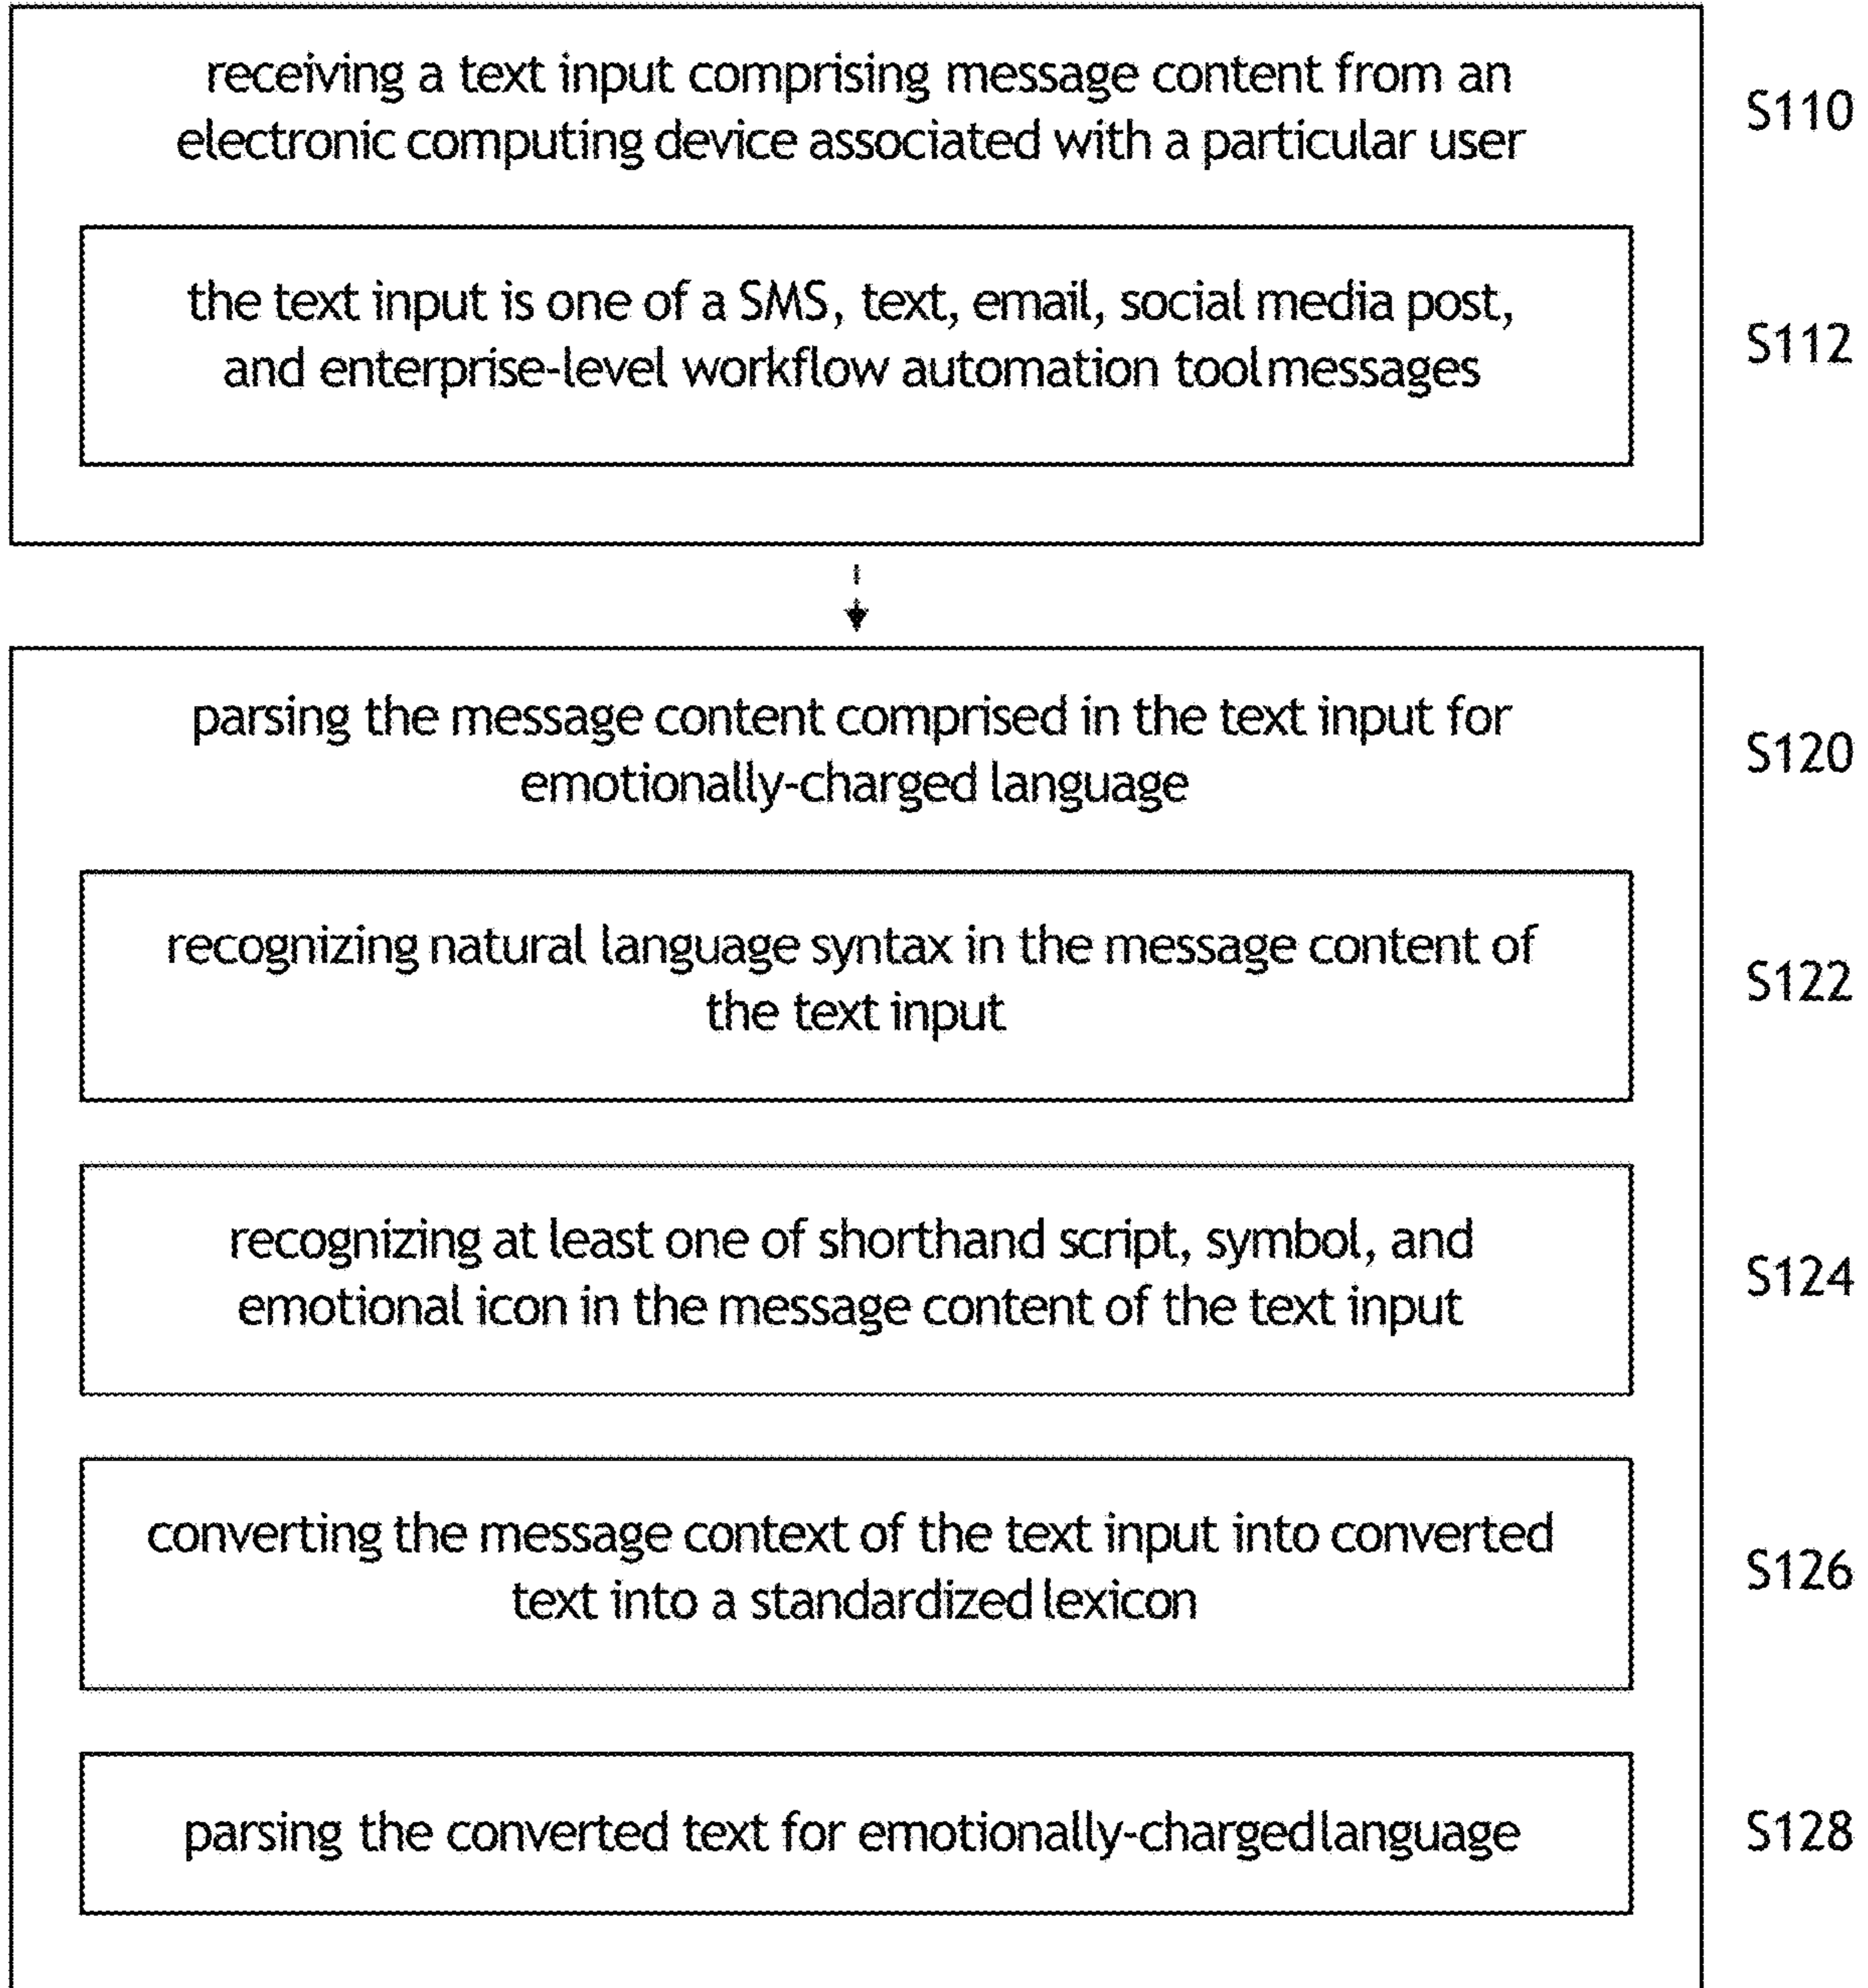 receiving a text input comprising message content from an
electronic computing device associated with a particular user
S110
the text input is one of a SMS, text, email, social media post,
and enterprise-level workflow automation tool messages
S112
parsing the message content comprised in the text input for
emotionally-charged language
S120
recognizing natural language syntax in the message content of
the text input
S122
recognizing at least one of shorthand script, symbol, and
emotional icon in the message content of the text input
S124
converting the message context of the text input into converted
text into a standardized lexicon
S126
parsing the converted text for emotionally-charged language
S128